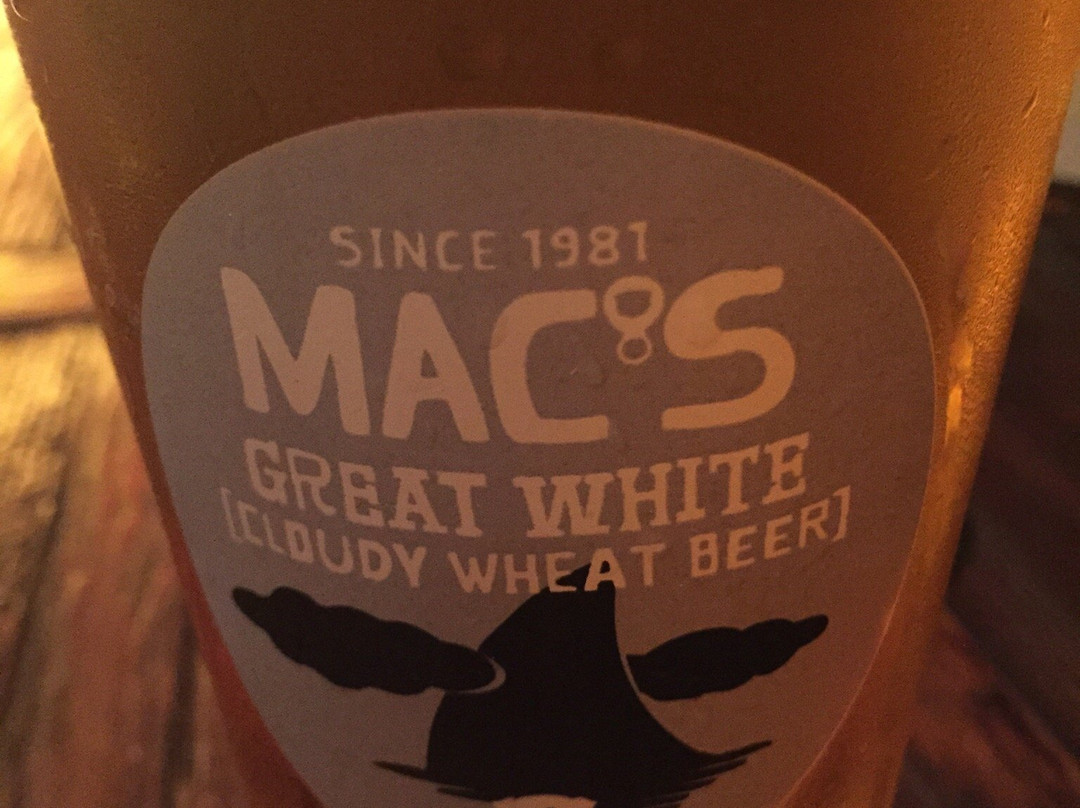 SINCE 1981
MAC'S
GREAT WHITE
[CLOUDY WHEAT BEER]